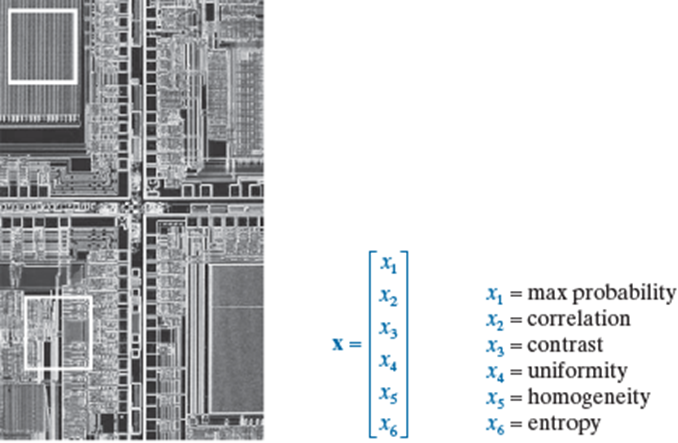 x =
x₁
x₂
x₃
x₄
x₅
x₆
x₁ = max probability
x₂ = correlation
x₃ = contrast
x₄ = uniformity
x₅ = homogeneity
x₆ = entropy